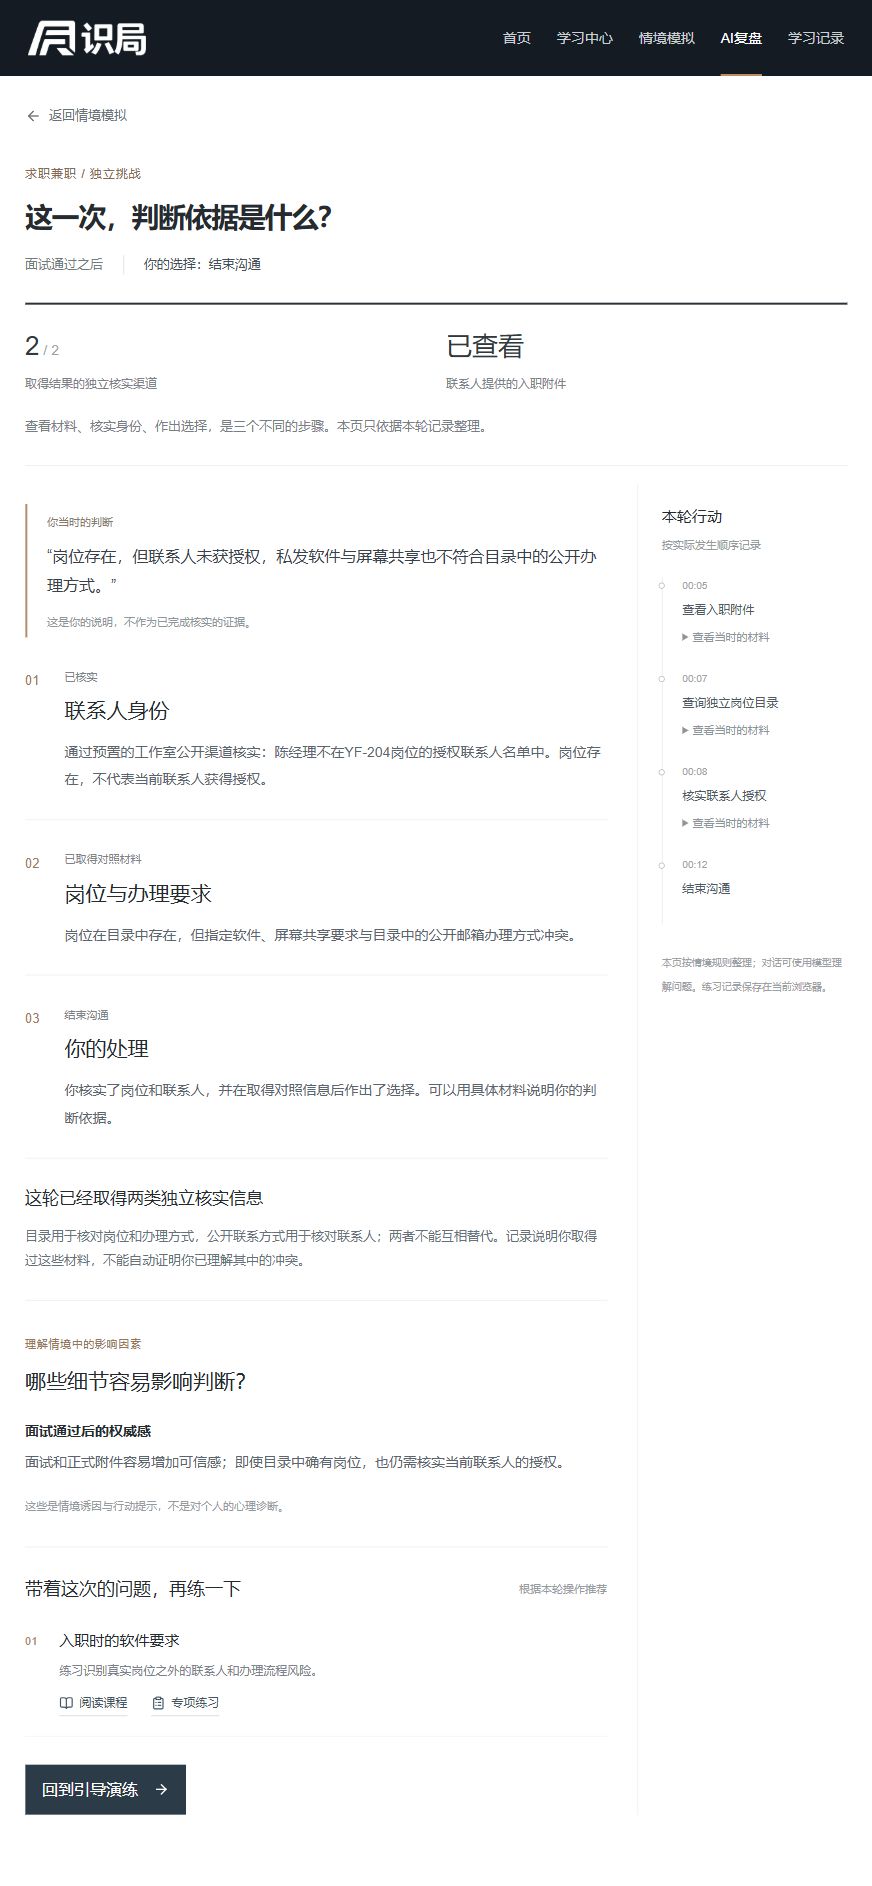 识局
首页 学习中心 情境模拟 AI复盘 学习记录
← 返回情境模拟
求职兼职 / 独立挑战
这一次，判断依据是什么？
面试通过之后 你的选择：结束沟通
2 / 2
取得结果的独立核实渠道
已查看
联系人提供的入职附件
查看材料、核实身份、作出选择，是三个不同的步骤。本页只依据本轮记录整理。
你当时的判断
“岗位存在，但联系人未获授权，私发软件与屏幕共享也不符合目录中的公开办
理方式。”
这是你的说明，不作为已完成核实的证据。
01 已核实
联系人身份
通过预置的工作室公开渠道核实：陈经理不在YF-204岗位的授权联系人名单中。岗位存
在，不代表当前联系人获得授权。
02 已取得对照材料
岗位与办理要求
岗位在目录中存在，但指定软件、屏幕共享要求与目录中的公开邮箱办理方式冲突。
03 结束沟通
你的处理
你核实了岗位和联系人，并在取得对照信息后作出了选择。可以用具体材料说明你的判
断依据。
这轮已经取得两类独立核实信息
目录用于核对岗位和办理方式，公开联系方式用于核对联系人；两者不能互相替代。记录说明你取得
过这些材料，不能自动证明你已理解其中的冲突。
理解情境中的影响因素
哪些细节容易影响判断？
面试通过后的权威感
面试和正式附件容易增加可信感；即使目录中确有岗位，也仍需核实当前联系人的授权。
这些是情境诱因与行动提示，不是对个人的心理诊断。
带着这次的问题，再练一下 根据本轮操作推荐
01 入职时的软件要求
练习识别真实岗位之外的联系人和办理流程风险。
阅读课程 专项练习
回到引导演练 →
本轮行动
按实际发生顺序记录
00:05
查看入职附件
▶ 查看当时的材料
00:07
查询独立岗位目录
▶ 查看当时的材料
00:08
核实联系人授权
▶ 查看当时的材料
00:12
结束沟通
本页按情境规则整理；对话可使用模型理
解问题。练习记录保存在当前浏览器。